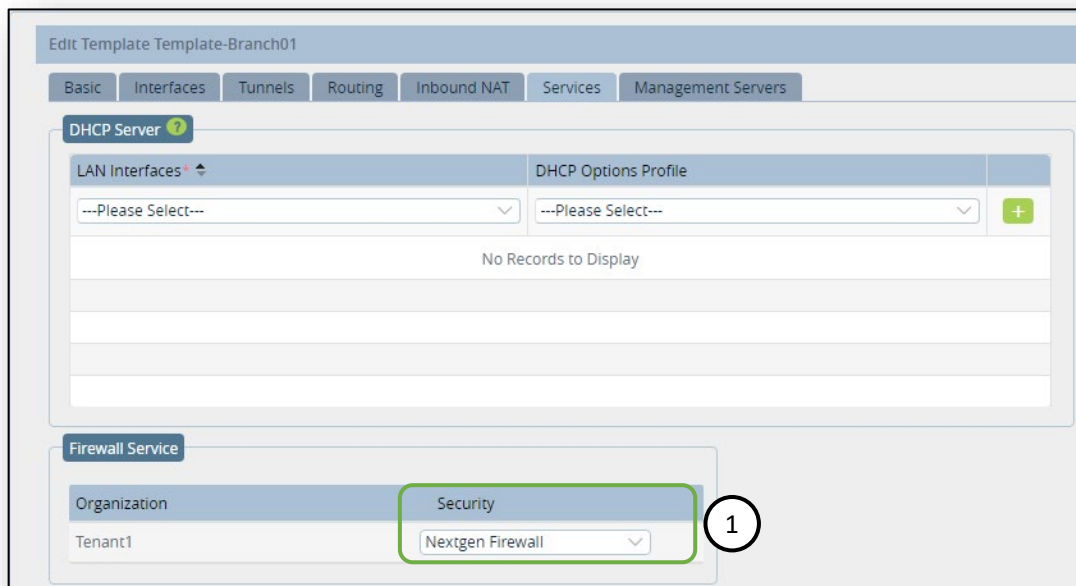 Edit Template Template-Branch01
Basic Interfaces Tunnels Routing Inbound NAT Services Management Servers
DHCP Server ?
LAN Interfaces* DHCP Options Profile
---Please Select--- ---Please Select--- +
No Records to Display
Firewall Service
Organization Security
Tenant1 Nextgen Firewall
1